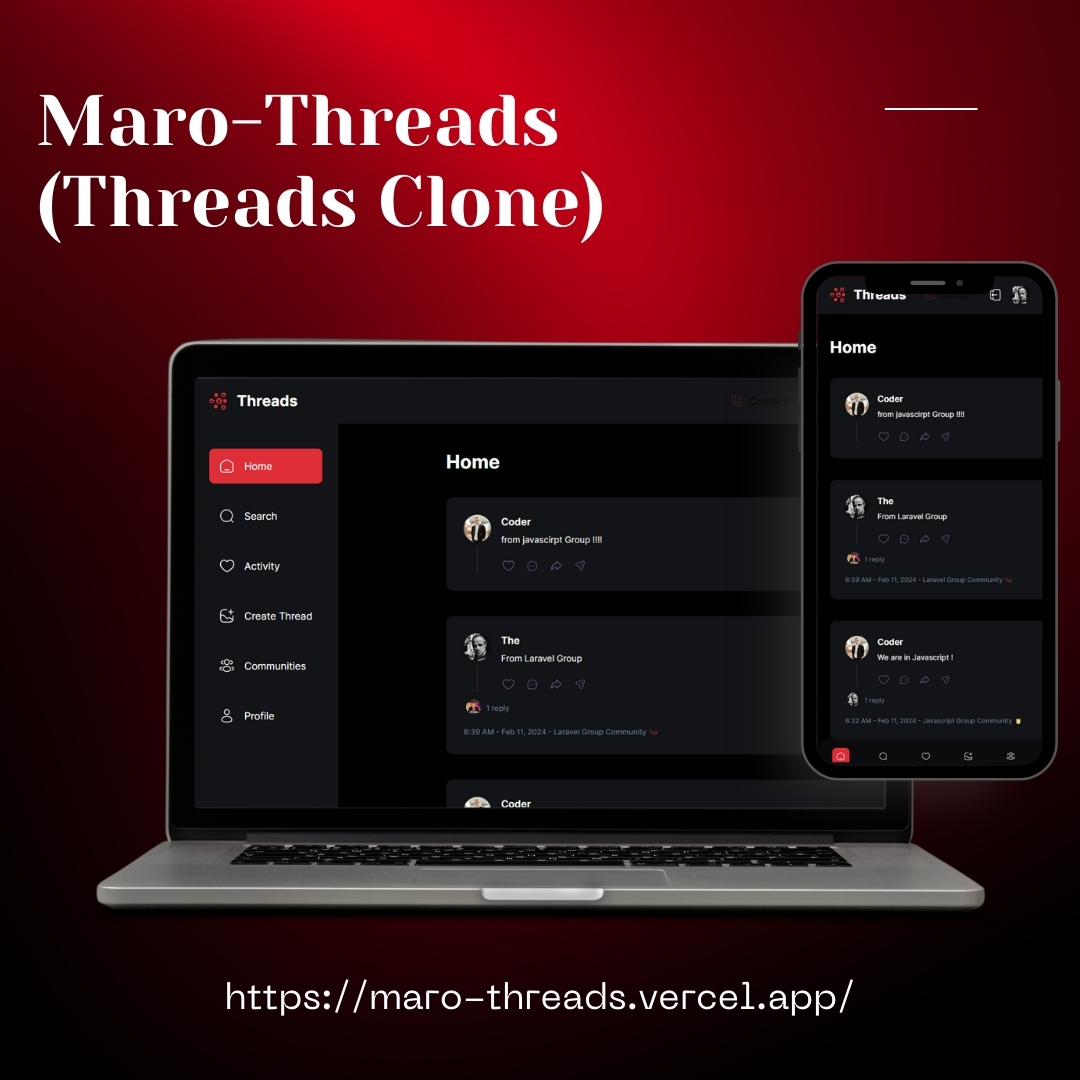 Maro-Threads
(Threads Clone)
Threads
Contact
Home
Search
Activity
Create Thread
Communities
Profile
Home
Coder
from javascirpt Group !!!!
The
From Laravel Group
1 reply
6:39 AM - Feb 11, 2024 - Laravel Group Community
Coder
Threads
Home
Coder
from javascirpt Group !!!!
The
From Laravel Group
1 reply
6:39 AM - Feb 11, 2024 - Laravel Group Community
Coder
We are in Javascript !
1 reply
6:32 AM - Feb 11, 2024 - Javascript Group Community
https://maro-threads.vercel.app/